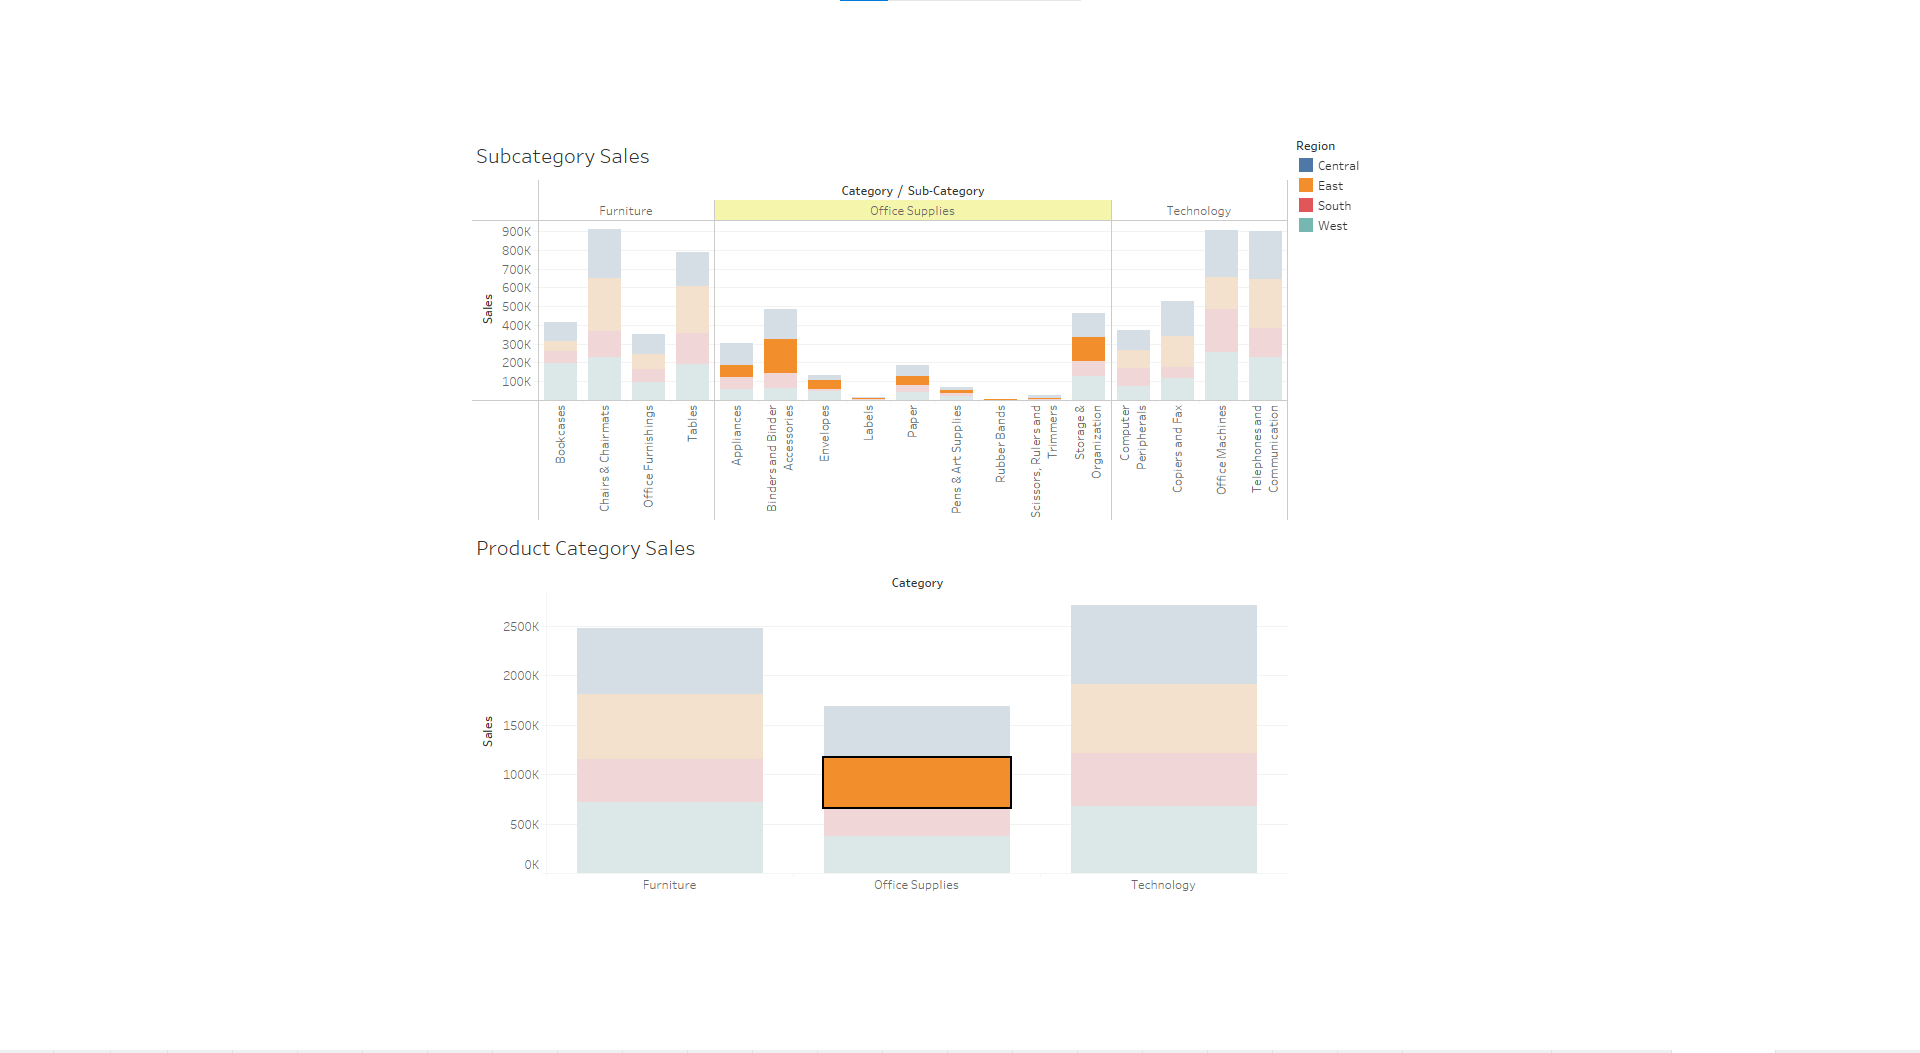 Subcategory Sales
Region
Central
East
South
West
Category / Sub-Category
Furniture
Office Supplies
Technology
Sales
900K
800K
700K
600K
500K
400K
300K
200K
100K
Bookcases
Chairs & Chairmats
Office Furnishings
Tables
Appliances
Binders and Binder
Accessories
Envelopes
Labels
Paper
Pens & Art Supplies
Rubber Bands
Scissors, Rulers and
Trimmers
Storage &
Organization
Computer
Peripherals
Copiers and Fax
Office Machines
Telephones and
Communication
Product Category Sales
Category
Sales
2500K
2000K
1500K
1000K
500K
0K
Furniture
Office Supplies
Technology